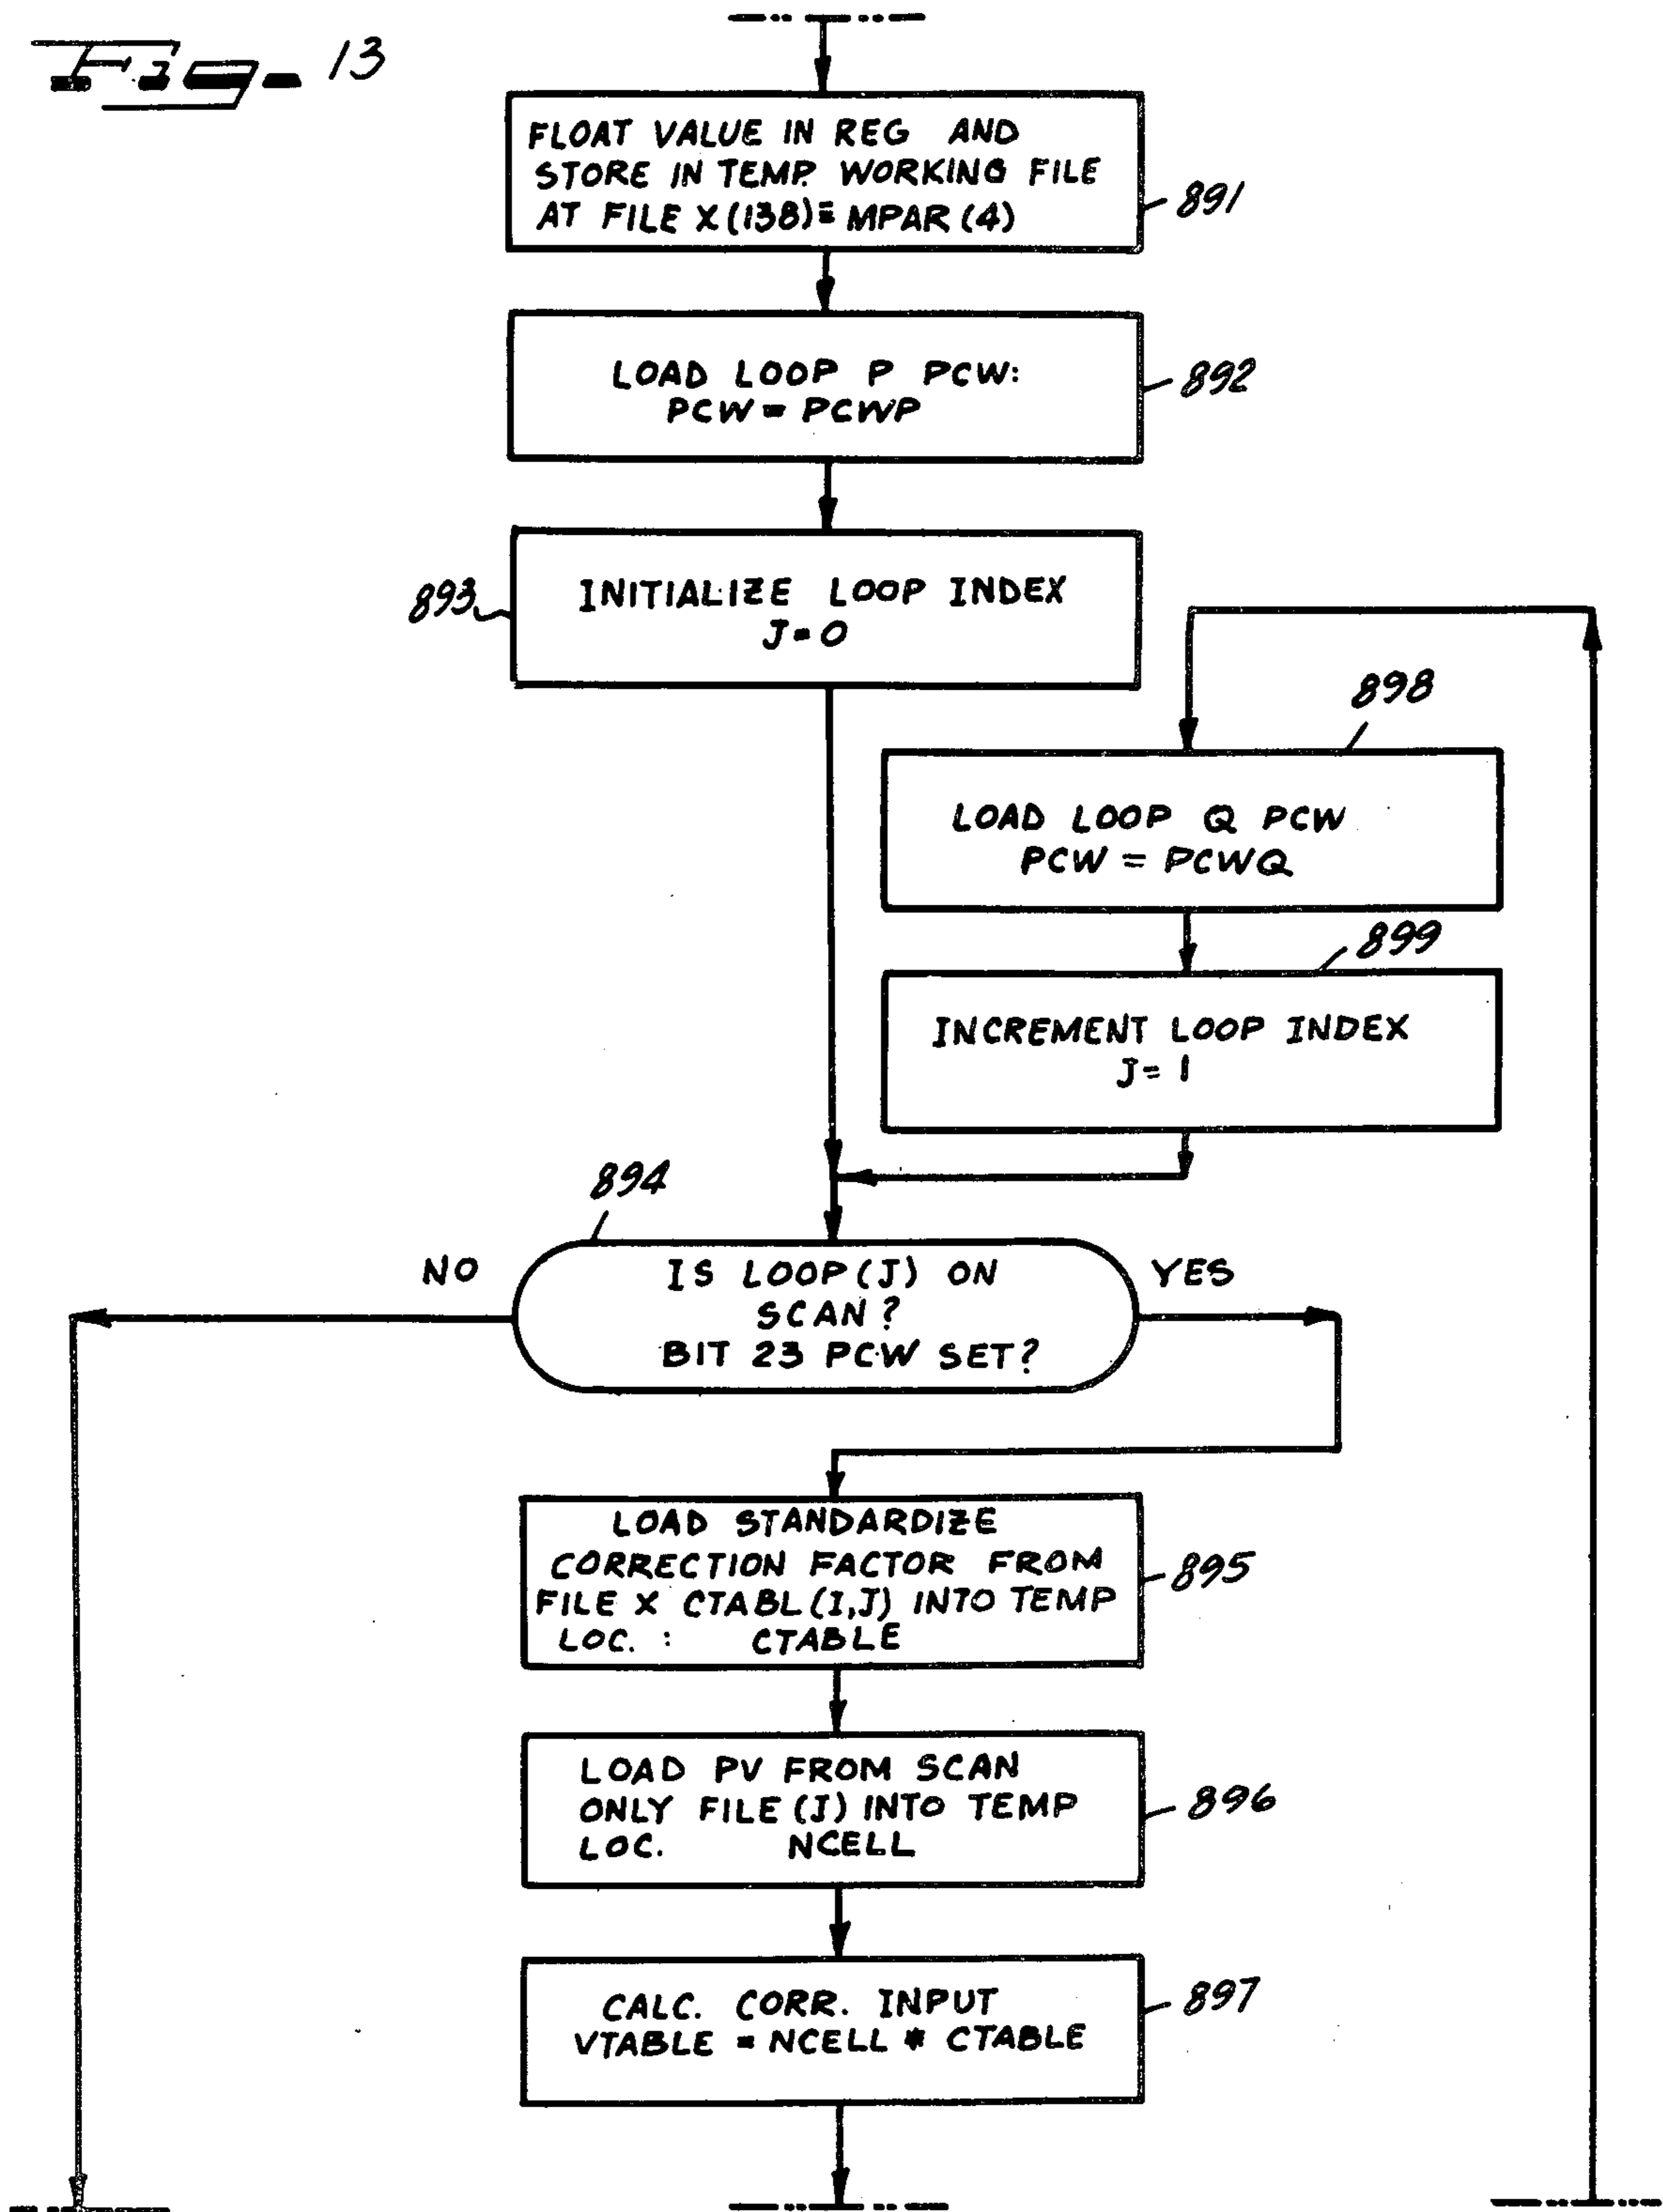 Fig-13
FLOAT VALUE IN REG AND
STORE IN TEMP. WORKING FILE
AT FILE X(138)≡ MPAR (4)
891
LOAD LOOP P PCW:
PCW = PCWP
892
893
INITIALIZE LOOP INDEX
J=0
898
LOAD LOOP Q PCW
PCW = PCWQ
899
INCREMENT LOOP INDEX
J= 1
894
NO
IS LOOP(J) ON
SCAN?
BIT 23 PCW SET?
YES
LOAD STANDARDIZE
CORRECTION FACTOR FROM
FILE X CTABL(I,J) INTO TEMP
LOC. : CTABLE
895
LOAD PV FROM SCAN
ONLY FILE (J) INTO TEMP
LOC. NCELL
896
CALC. CORR. INPUT
VTABLE = NCELL * CTABLE
897